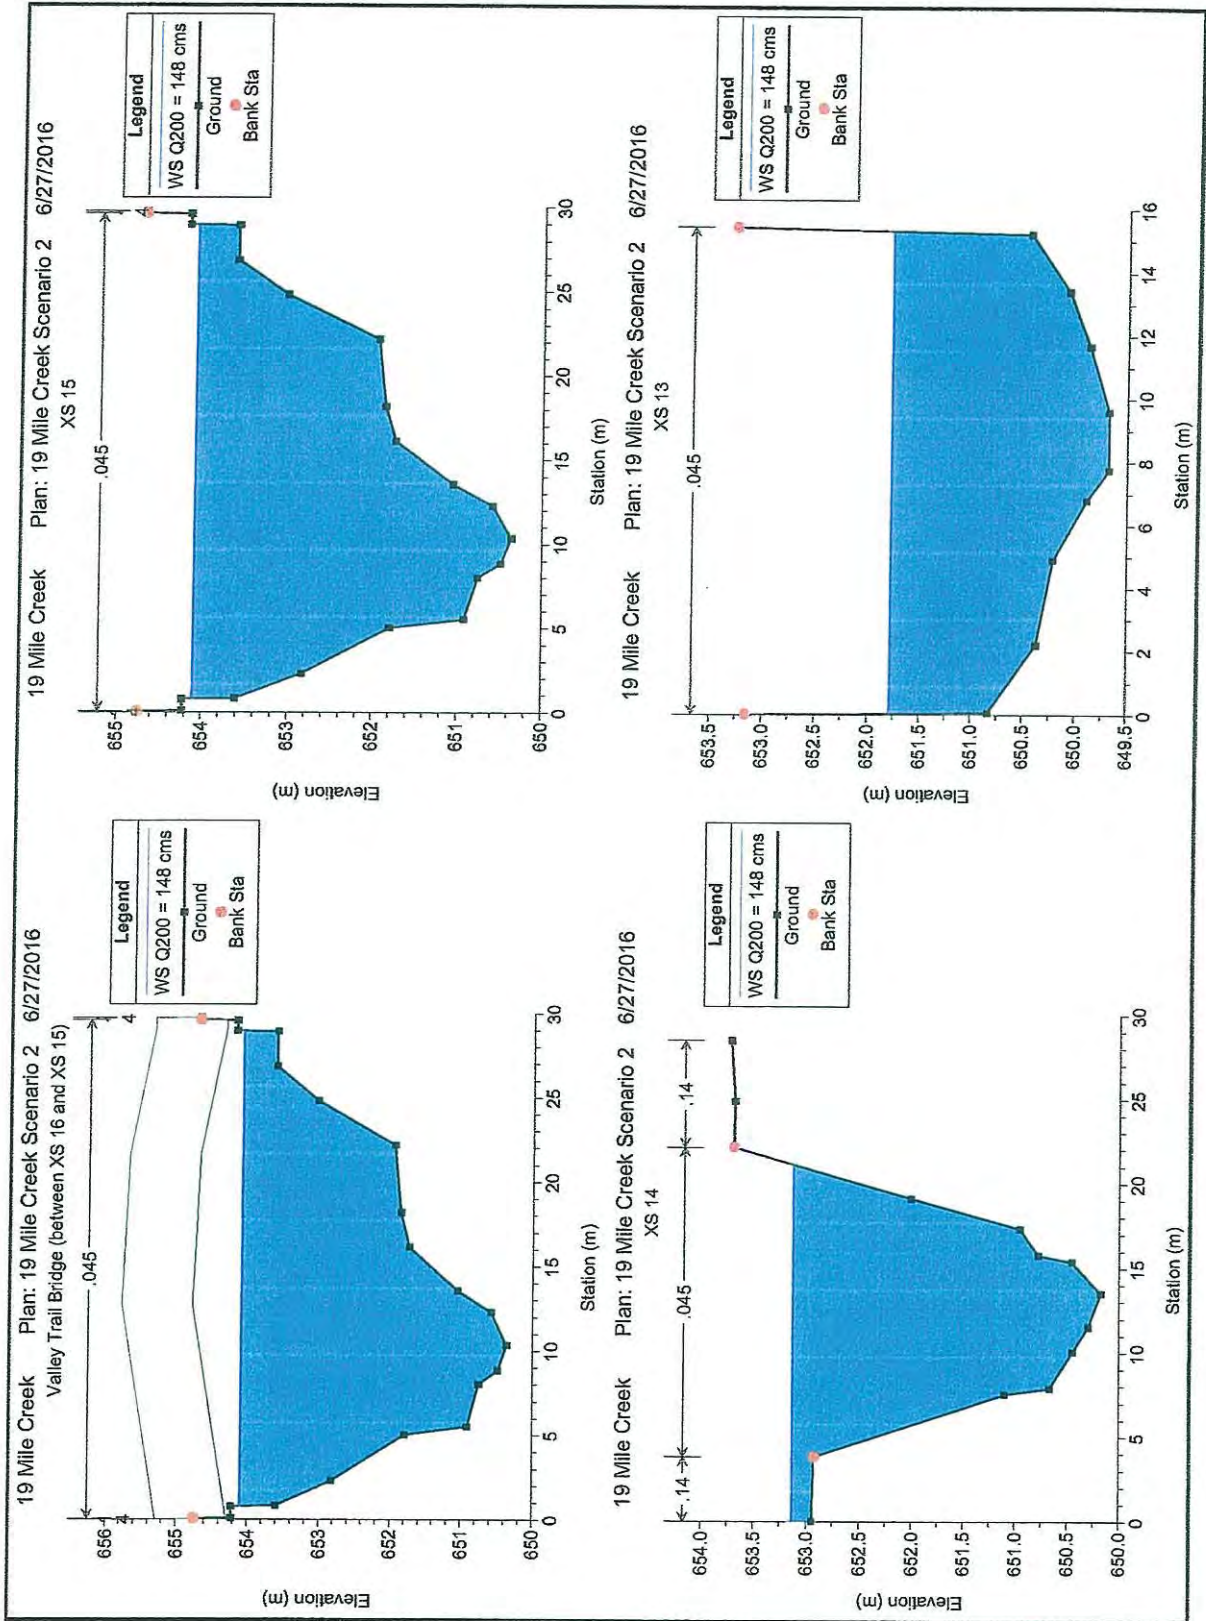 19 Mile Creek Plan: 19 Mile Creek Scenario 2 6/27/2016
Valley Trail Bridge (between XS 16 and XS 15)
.045
4
Legend
WS Q200 = 148 cms
Ground
Bank Sta
656
655
654
653
652
651
650
Elevation (m)
0
5
10
15
20
25
30
Station (m)
19 Mile Creek Plan: 19 Mile Creek Scenario 2 6/27/2016
XS 15
.045
Legend
WS Q200 = 148 cms
Ground
Bank Sta
655
654
653
652
651
650
Elevation (m)
0
5
10
15
20
25
30
Station (m)
19 Mile Creek Plan: 19 Mile Creek Scenario 2 6/27/2016
XS 14
.14
.045
.14
Legend
WS Q200 = 148 cms
Ground
Bank Sta
654.0
653.5
653.0
652.5
652.0
651.5
651.0
650.5
650.0
Elevation (m)
0
5
10
15
20
25
30
Station (m)
19 Mile Creek Plan: 19 Mile Creek Scenario 2 6/27/2016
XS 13
.045
Legend
WS Q200 = 148 cms
Ground
Bank Sta
653.5
653.0
652.5
652.0
651.5
651.0
650.5
650.0
649.5
Elevation (m)
0
2
4
6
8
10
12
14
16
Station (m)